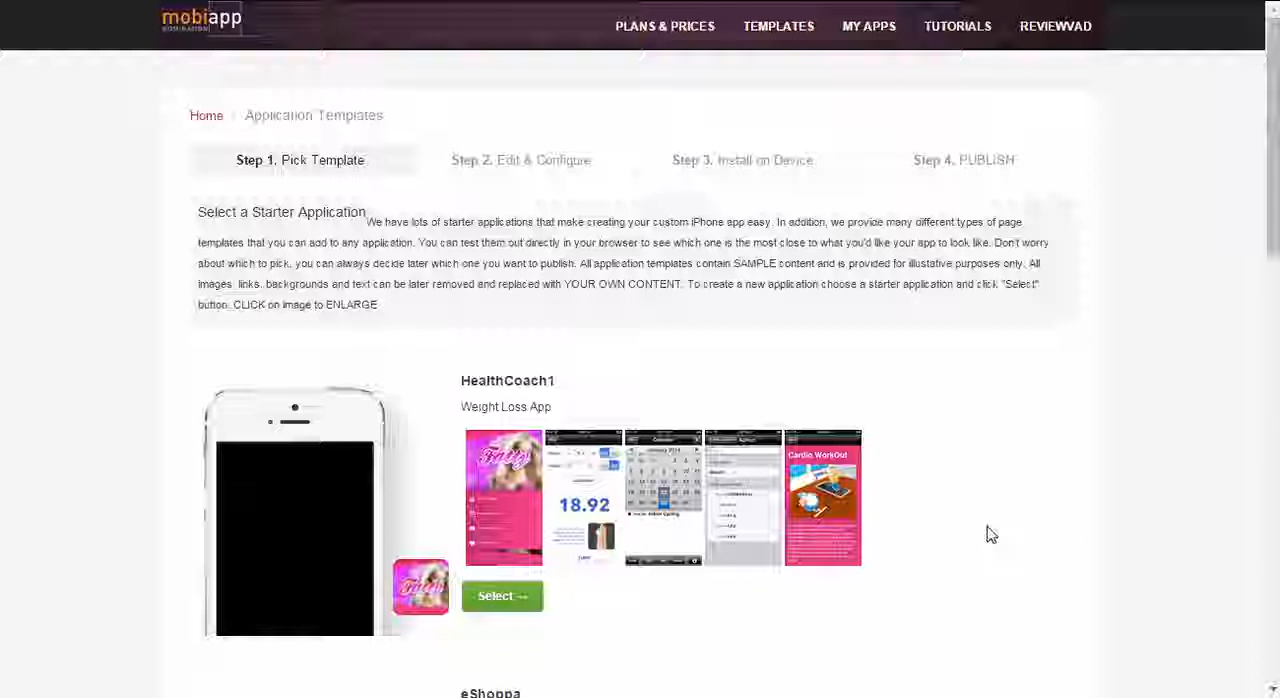 mobiapp
PLANS & PRICES
TEMPLATES
MY APPS
TUTORIALS
REVIEWVAD
Home
Application Templates
Step 1. Pick Template
Step 2. Edit & Configure
Step 3. Install on Device
Step 4. PUBLISH
Select a Starter Application We have lots of starter applications that make creating your custom iPhone app easy. In addition, we provide many different types of page
templates that you can add to any application. You can test them out directly in your browser to see which one is the most close to what you'd like your app to look like. Don't worry
about which to pick, you can always decide later which one you want to publish. All application templates contain SAMPLE content and is provided for illustative purposes only. All
images, links, backgrounds and text can be later removed and replaced with YOUR OWN CONTENT. To create a new application choose a starter application and click "Select"
button. CLICK on image to ENLARGE
HealthCoach1
Weight Loss App
18.92
Cardio WorkOut
Select →
eShoppa